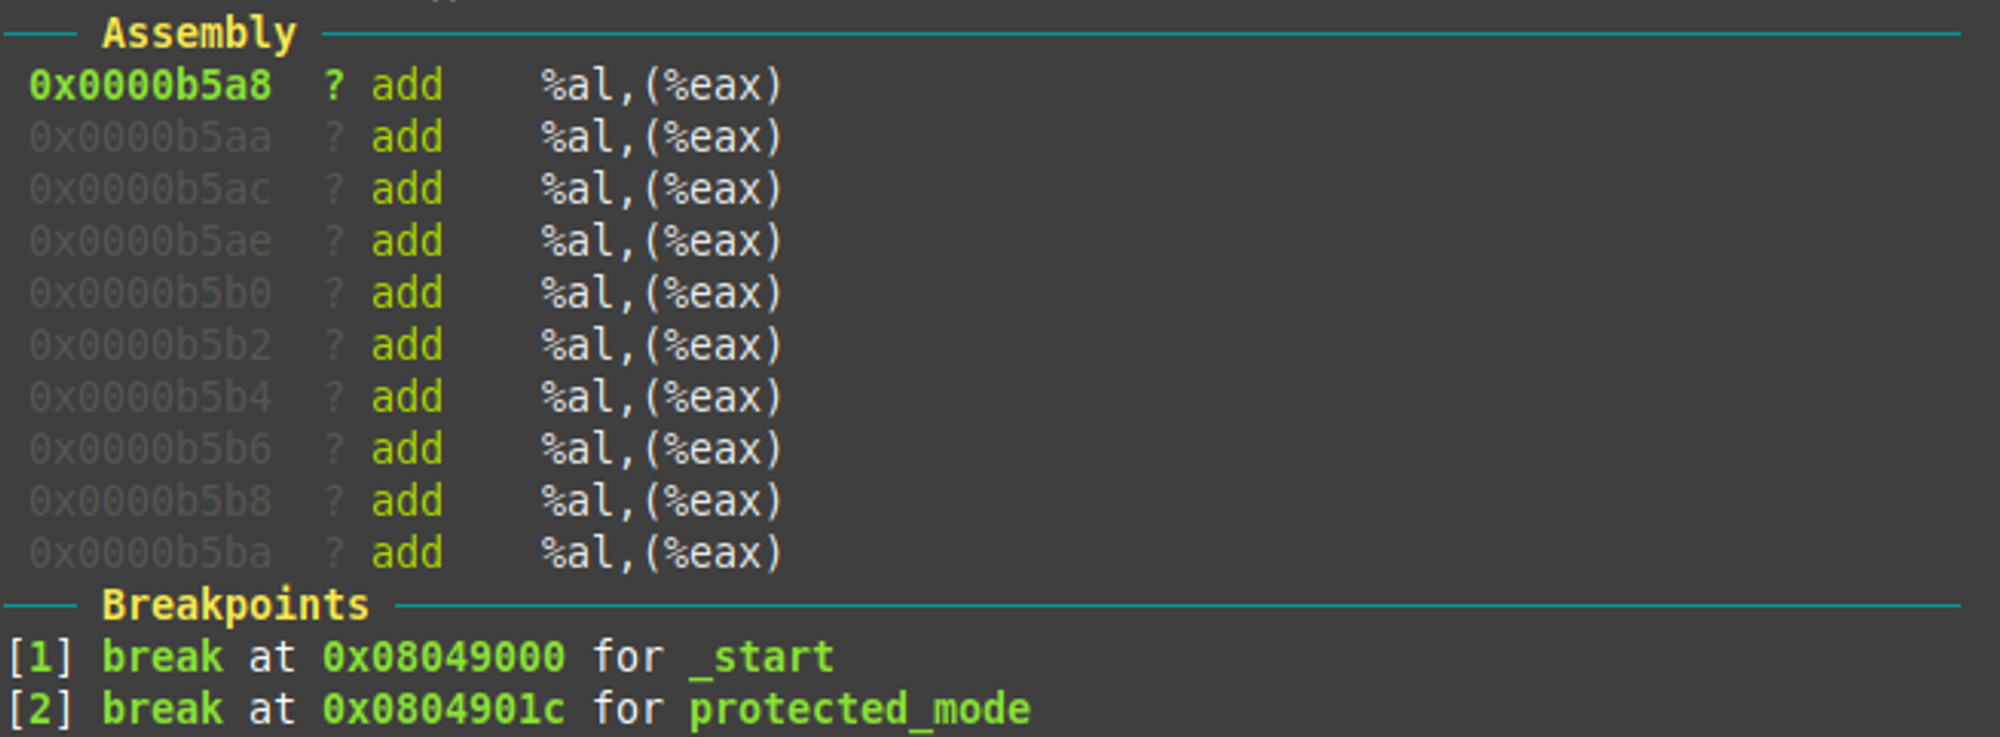 Assembly
0x0000b5a8 ? add %al,(%eax)
0x0000b5aa ? add %al,(%eax)
0x0000b5ac ? add %al,(%eax)
0x0000b5ae ? add %al,(%eax)
0x0000b5b0 ? add %al,(%eax)
0x0000b5b2 ? add %al,(%eax)
0x0000b5b4 ? add %al,(%eax)
0x0000b5b6 ? add %al,(%eax)
0x0000b5b8 ? add %al,(%eax)
0x0000b5ba ? add %al,(%eax)
Breakpoints
[1] break at 0x08049000 for _start
[2] break at 0x0804901c for protected_mode